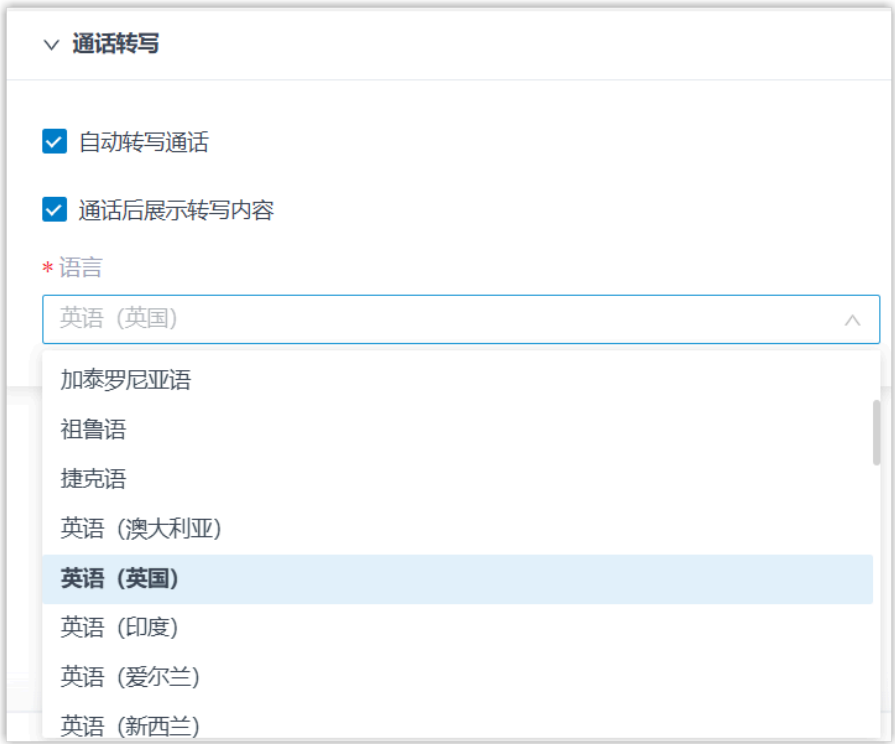 通话转写
自动转写通话
通话后展示转写内容
* 语言
英语（英国）
加泰罗尼亚语
祖鲁语
捷克语
英语（澳大利亚）
英语（英国）
英语（印度）
英语（爱尔兰）
英语（新西兰）